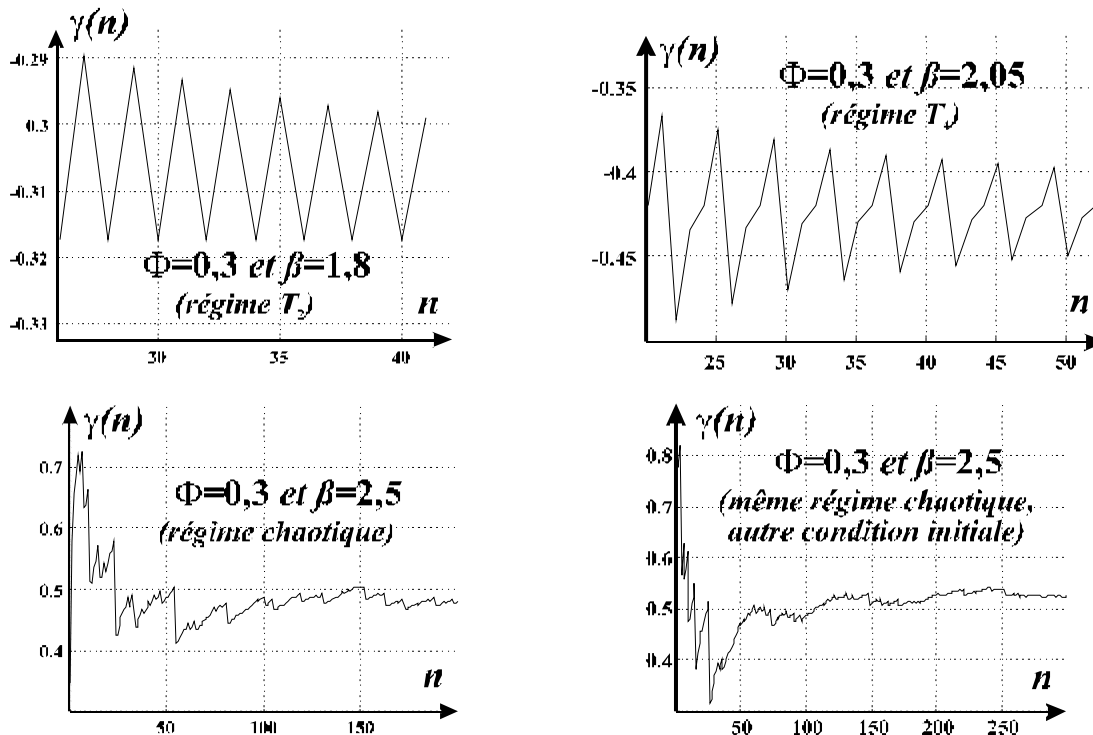 γ(n)
-0.29
0.3
-0.31
-0.32
-0.33
Φ=0,3 et β=1,8
(régime T₂)
n
30 35 40
γ(n)
-0.35
-0.4
-0.45
Φ=0,3 et β=2,05
(régime T₄)
n
25 30 35 40 45 50
γ(n)
0.7
0.6
0.5
0.4
Φ=0,3 et β=2,5
(régime chaotique)
n
50 100 150
γ(n)
0.8
0.6
0.5
0.4
Φ=0,3 et β=2,5
(même régime chaotique,
autre condition initiale)
n
50 100 150 200 250